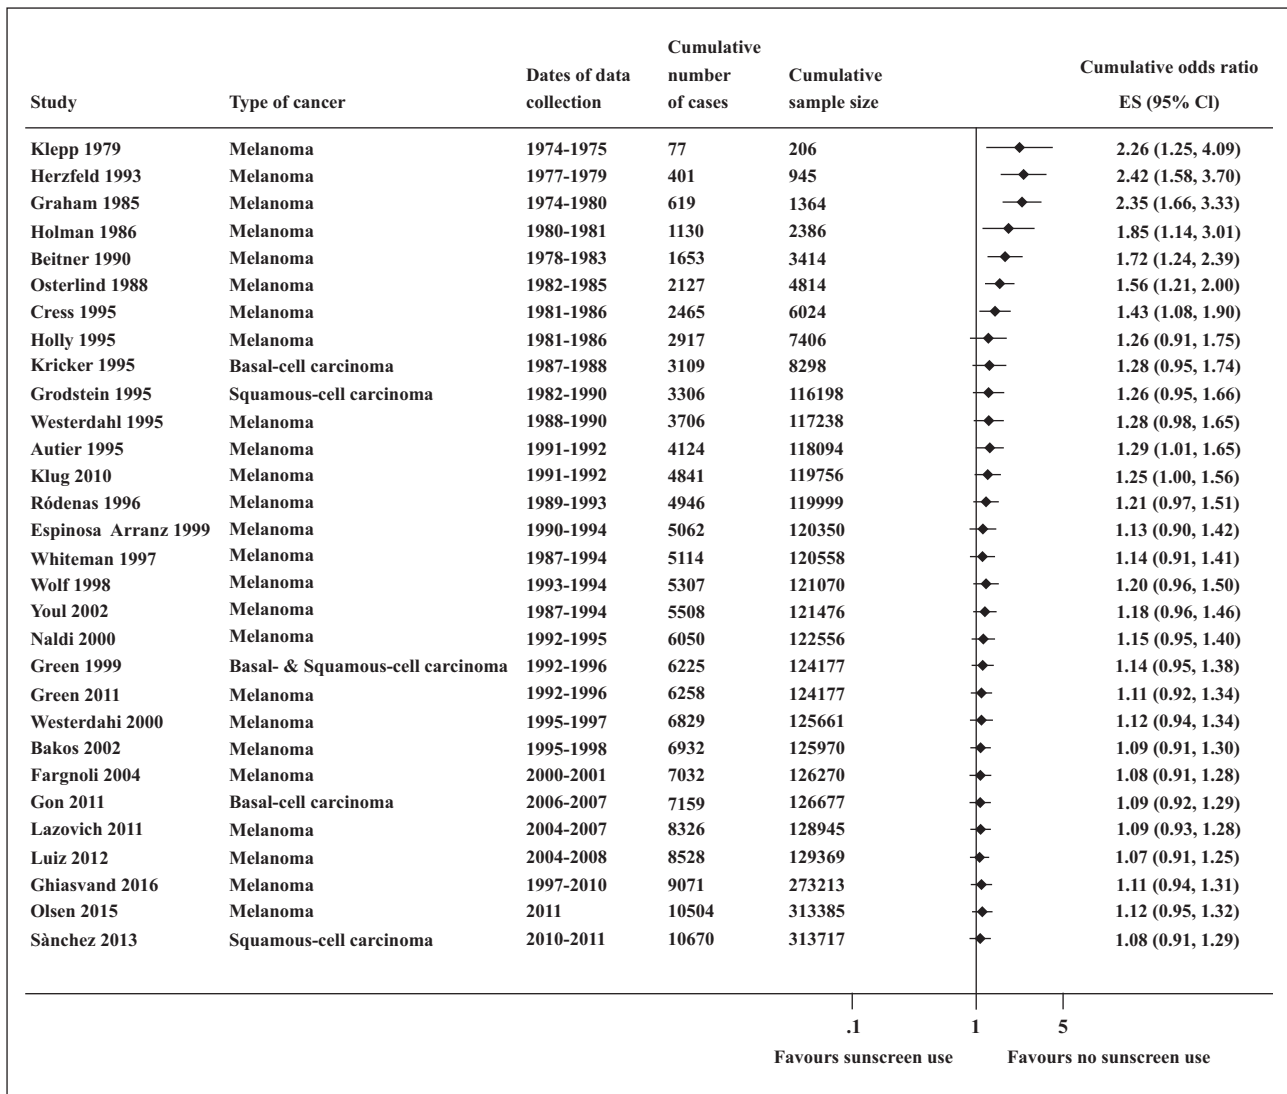 Study Type of cancer Dates of data collection Cumulative number of cases Cumulative sample size Cumulative odds ratio ES (95% Cl)
Klepp 1979 Melanoma 1974-1975 77 206 2.26 (1.25, 4.09)
Herzfeld 1993 Melanoma 1977-1979 401 945 2.42 (1.58, 3.70)
Graham 1985 Melanoma 1974-1980 619 1364 2.35 (1.66, 3.33)
Holman 1986 Melanoma 1980-1981 1130 2386 1.85 (1.14, 3.01)
Beitner 1990 Melanoma 1978-1983 1653 3414 1.72 (1.24, 2.39)
Osterlind 1988 Melanoma 1982-1985 2127 4814 1.56 (1.21, 2.00)
Cress 1995 Melanoma 1981-1986 2465 6024 1.43 (1.08, 1.90)
Holly 1995 Melanoma 1981-1986 2917 7406 1.26 (0.91, 1.75)
Kricker 1995 Basal-cell carcinoma 1987-1988 3109 8298 1.28 (0.95, 1.74)
Grodstein 1995 Squamous-cell carcinoma 1982-1990 3306 116198 1.26 (0.95, 1.66)
Westerdahl 1995 Melanoma 1988-1990 3706 117238 1.28 (0.98, 1.65)
Autier 1995 Melanoma 1991-1992 4124 118094 1.29 (1.01, 1.65)
Klug 2010 Melanoma 1991-1992 4841 119756 1.25 (1.00, 1.56)
Ródenas 1996 Melanoma 1989-1993 4946 119999 1.21 (0.97, 1.51)
Espinosa Arranz 1999 Melanoma 1990-1994 5062 120350 1.13 (0.90, 1.42)
Whiteman 1997 Melanoma 1987-1994 5114 120558 1.14 (0.91, 1.41)
Wolf 1998 Melanoma 1993-1994 5307 121070 1.20 (0.96, 1.50)
Youl 2002 Melanoma 1987-1994 5508 121476 1.18 (0.96, 1.46)
Naldi 2000 Melanoma 1992-1995 6050 122556 1.15 (0.95, 1.40)
Green 1999 Basal- & Squamous-cell carcinoma 1992-1996 6225 124177 1.14 (0.95, 1.38)
Green 2011 Melanoma 1992-1996 6258 124177 1.11 (0.92, 1.34)
Westerdahi 2000 Melanoma 1995-1997 6829 125661 1.12 (0.94, 1.34)
Bakos 2002 Melanoma 1995-1998 6932 125970 1.09 (0.91, 1.30)
Fargnoli 2004 Melanoma 2000-2001 7032 126270 1.08 (0.91, 1.28)
Gon 2011 Basal-cell carcinoma 2006-2007 7159 126677 1.09 (0.92, 1.29)
Lazovich 2011 Melanoma 2004-2007 8326 128945 1.09 (0.93, 1.28)
Luiz 2012 Melanoma 2004-2008 8528 129369 1.07 (0.91, 1.25)
Ghiasvand 2016 Melanoma 1997-2010 9071 273213 1.11 (0.94, 1.31)
Olsen 2015 Melanoma 2011 10504 313385 1.12 (0.95, 1.32)
Sànchez 2013 Squamous-cell carcinoma 2010-2011 10670 313717 1.08 (0.91, 1.29)
.1 1 5
Favours sunscreen use Favours no sunscreen use